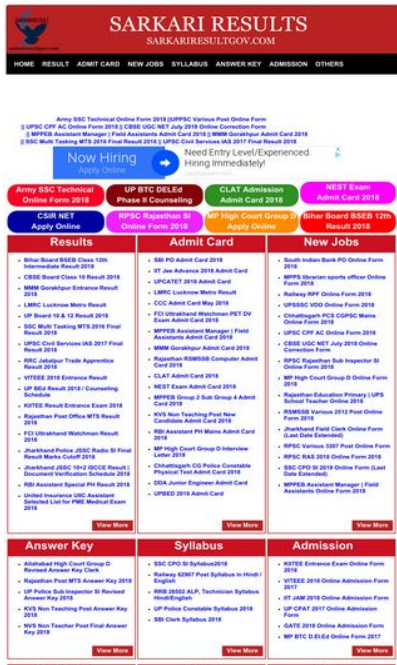 SARKARI RESULTS
SARKARIRESULTGOV.COM
HOME RESULT ADMIT CARD NEW JOBS SYLLABUS ANSWER KEY ADMISSION OTHERS
Army SSC Technical Online Form 2018 ||UPPSC Various Post Online Form
|| UPSC CPF AC Online Form 2018 || CBSE UGC NET July 2018 Online Correction Form
|| MPPEB Assistant Manager | Field Assistants Admit Card 2018 || MMM Gorakhpur Admit Card 2018
|| SSC Multi Tasking MTS 2016 Final Result 2018 || UPSC Civil Services IAS 2017 Final Result 2018
Now Hiring
Apply Online
Need Entry Level/Experienced.
Hiring Immediately!
Army SSC Technical
Online Form 2018
UP BTC DELEd
Phase II Counseling
CLAT Admission
Admit Card 2018
NEST Exam
Admit Card 2018
CSIR NET
Apply Online
RPSC Rajasthan SI
Online Form 2018
MP High Court Group D
Apply Online
Bihar Board BSEB 12th
Result 2018
Results
Bihar Board BSEB Class 12th
Intermediate Result 2018
CBSE Board Class 10 Result 2018
MMM Gorakhpur Entrance Result
2018
LMRC Lucknow Metro Result
UP Board 10 & 12 Result 2018
SSC Multi Tasking MTS 2016 Final
Result 2018
UPSC Civil Services IAS 2017 Final
Result 2018
RRC Jabalpur Trade Apprentice
Result 2018
VITEEE 2018 Entrance Result
UP BEd Result 2018 / Counseling
Schedule
KIITEE Result Entrance Exam 2018
Rajasthan Post Office MTS Result
2018
FCI Uttrakhand Watchman Result
2018
Jharkhand Police JSSC Radio SI Final
Result Marks Cutoff 2018
Jharkhand JSSC 10+2 ISCCE Result |
Document Verification Schedule 2018
RBI Assistant Special PH Result 2018
United Insurance UIIC Assistant
Selected List for PME Medical Exam
2018
View More
Admit Card
SBI PO Admit Card 2018
IIT Jee Advance 2018 Admit Card
UPCATET 2018 Admit Card
LMRC Lucknow Metro Result
CCC Admit Card May 2018
FCI Uttrakhand Watchman PET DV
Exam Admit Card 2018
MPPEB Assistant Manager | Field
Assistants Admit Card 2018
MMM Gorakhpur Admit Card 2018
Rajasthan RSMSSB Computer Admit
Card 2018
CLAT Admit Card 2018
NEST Exam Admit Card 2018
MPPEB Group 2 Sub Group 4 Admit
Card 2018
KVS Non Teaching Post New
Candidate Admit Card 2018
RBI Assistant PH Mains Admit Card
2018
MP High Court Group D Interview
Letter 2018
Chhattisgarh CG Police Constable
Physical Test Admit Card 2018
DDA Junior Engineer Admit Card
UPBED 2018 Admit Card
View More
New Jobs
South Indian Bank PO Online Form
2018
MPPS librarian sports officer Online
Form 2018
Railway RPF Online Form 2018
UPSSSC VDO Online Form 2018
Chhattisgarh PCS CGPSC Mains
Online Form 2018
UPSC CPF AC Online Form 2018
CBSE UGC NET July 2018 Online
Correction Form
RPSC Rajasthan Sub Inspector SI
Online Form 2018
MP High Court Group D Online Form
2018
Rajasthan Education Primary | UPS
School Teacher Online 2018
RSMSSB Various 2512 Post Online
Form 2018
Jharkhand Field Clerk Online Form
(Last Date Extended)
RPSC Various 3387 Post Online Form
RPSC RAS 2018 Online Form 2018
SSC CPO SI 2018 Online Form (Last
Date Extended)
MPPEB Assistant Manager | Field
Assistants Online Form 2018
View More
Answer Key
Allahabad High Court Group D
Revised Answer Key Clerk
Rajasthan Post MTS Answer Key 2018
UP Police Sub Inspector SI Revised
Answer Key 2018
KVS Non Teaching Post Answer Key
2018
NVS Non Teacher Post Final Answer
Key 2018
View More
Syllabus
SSC CPO SI Syllabus2018
Railway 62907 Post Syllabus in Hindi /
English
RRB 26502 ALP, Technician Syllabus
Hindi/English
UP Police Constable Syllabus 2018
SBI Clerk Syllabus 2018
View More
Admission
KIITEE Entrance Exam Online Form
2018
VITEEE 2018 Online Admission Form
2017
IIT JAM 2018 Online Admission Form
UP CPAT 2017 Online Admission
Form
GATE 2018 Online Admission Form
MP BTC D.El.Ed Online Form 2017
View More